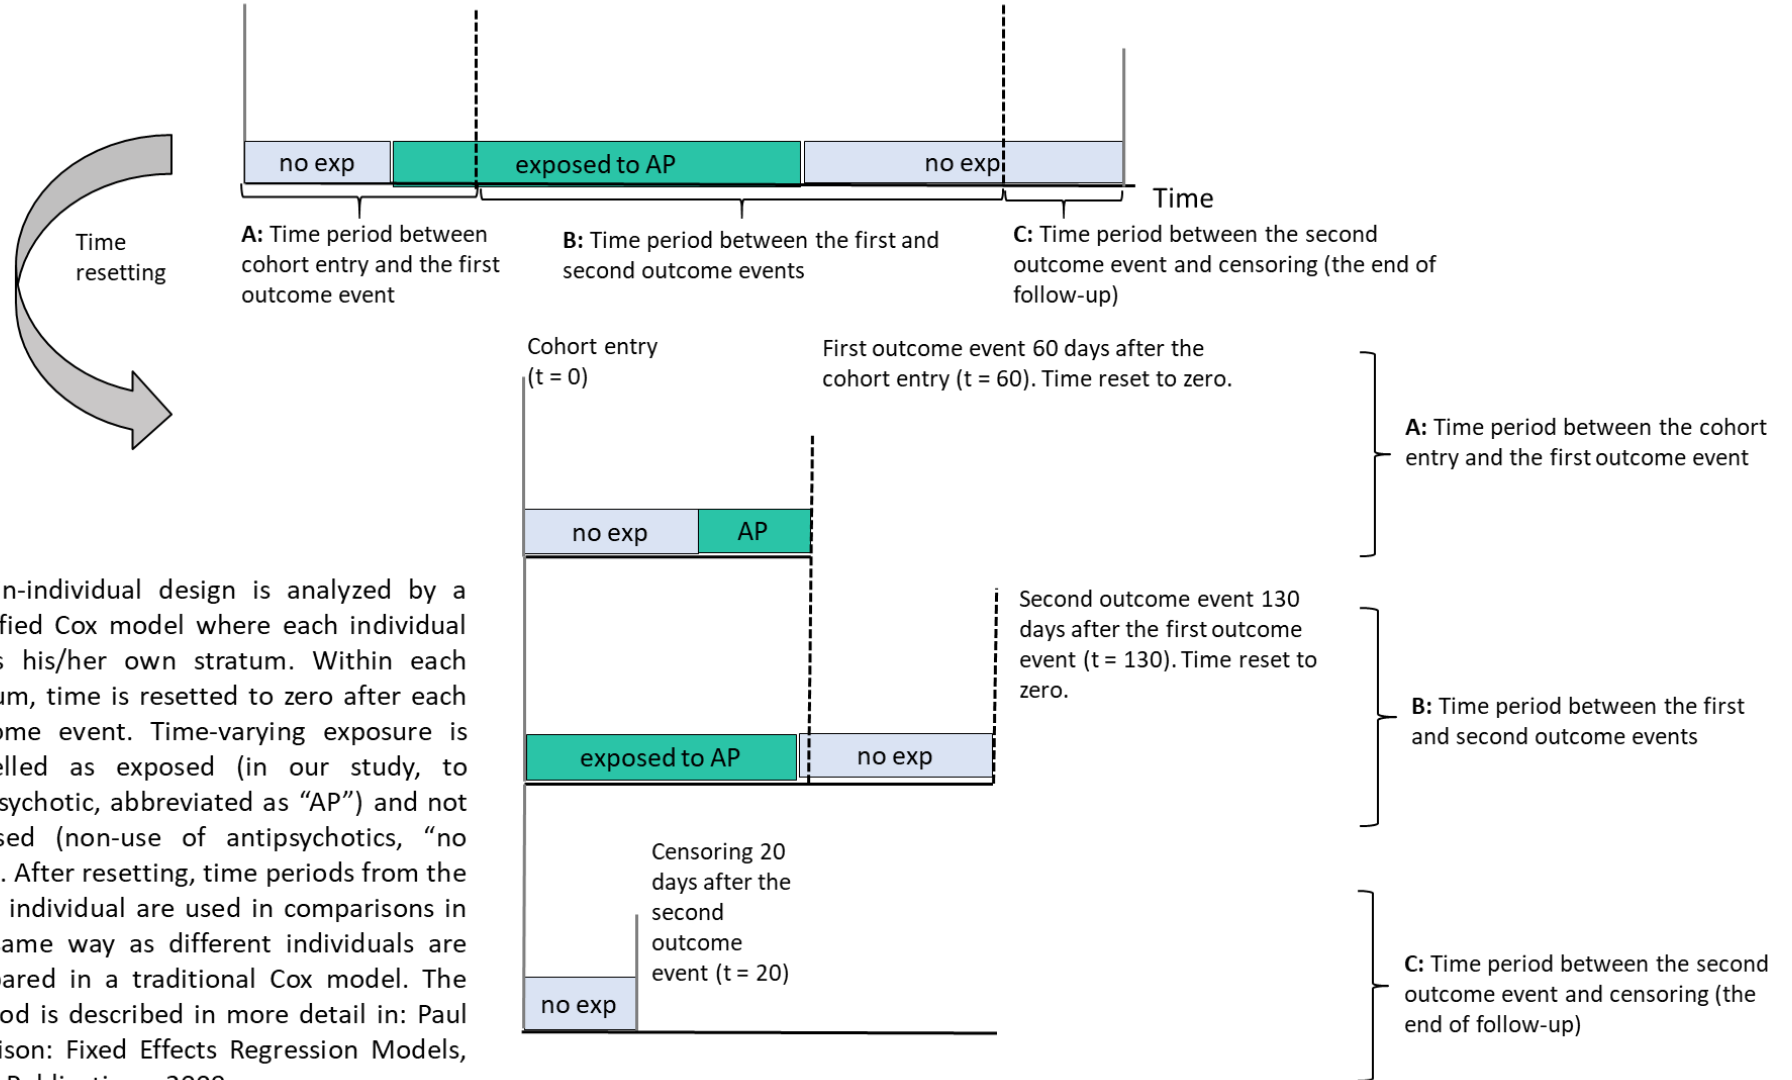 no exp
exposed to AP
no exp
Time
Time
resetting
A: Time period between
cohort entry and the first
outcome event
B: Time period between the first and
second outcome events
C: Time period between the second
outcome event and censoring (the end of
follow-up)
Cohort entry
(t = 0)
First outcome event 60 days after the
cohort entry (t = 60). Time reset to zero.
A: Time period between the cohort
entry and the first outcome event
no exp
AP
n-individual design is analyzed by a
fied Cox model where each individual
s his/her own stratum. Within each
um, time is resetted to zero after each
ome event. Time-varying exposure is
elled as exposed (in our study, to
sychotic, abbreviated as “AP”) and not
sed (non-use of antipsychotics, “no
. After resetting, time periods from the
individual are used in comparisons in
same way as different individuals are
pared in a traditional Cox model. The
od is described in more detail in: Paul
ison: Fixed Effects Regression Models,
Second outcome event 130
days after the first outcome
event (t = 130). Time reset to
zero.
exposed to AP
no exp
B: Time period between the first
and second outcome events
Censoring 20
days after the
second
outcome
event (t = 20)
no exp
C: Time period between the second
outcome event and censoring (the
end of follow-up)